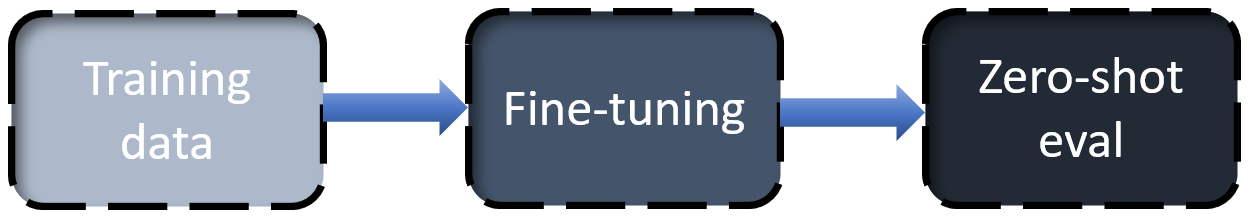 Training
data
Fine-tuning
Zero-shot
eval